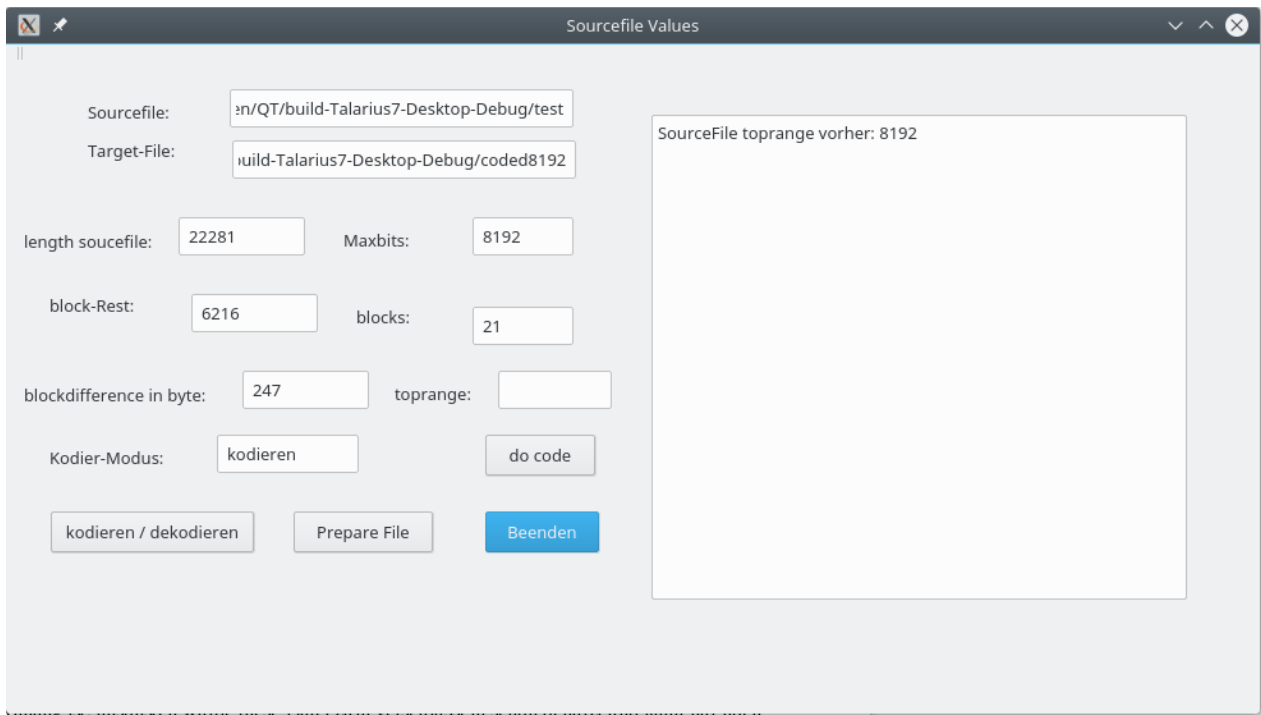 Sourcefile Values
Sourcefile: en/QT/build-Talarius7-Desktop-Debug/test
Target-File: build-Talarius7-Desktop-Debug/coded8192
length soucefile: 22281 Maxbits: 8192
block-Rest: 6216 blocks: 21
blockdifference in byte: 247 toprange:
Kodier-Modus: kodieren do code
kodieren / dekodieren Prepare File Beenden
SourceFile toprange vorher: 8192